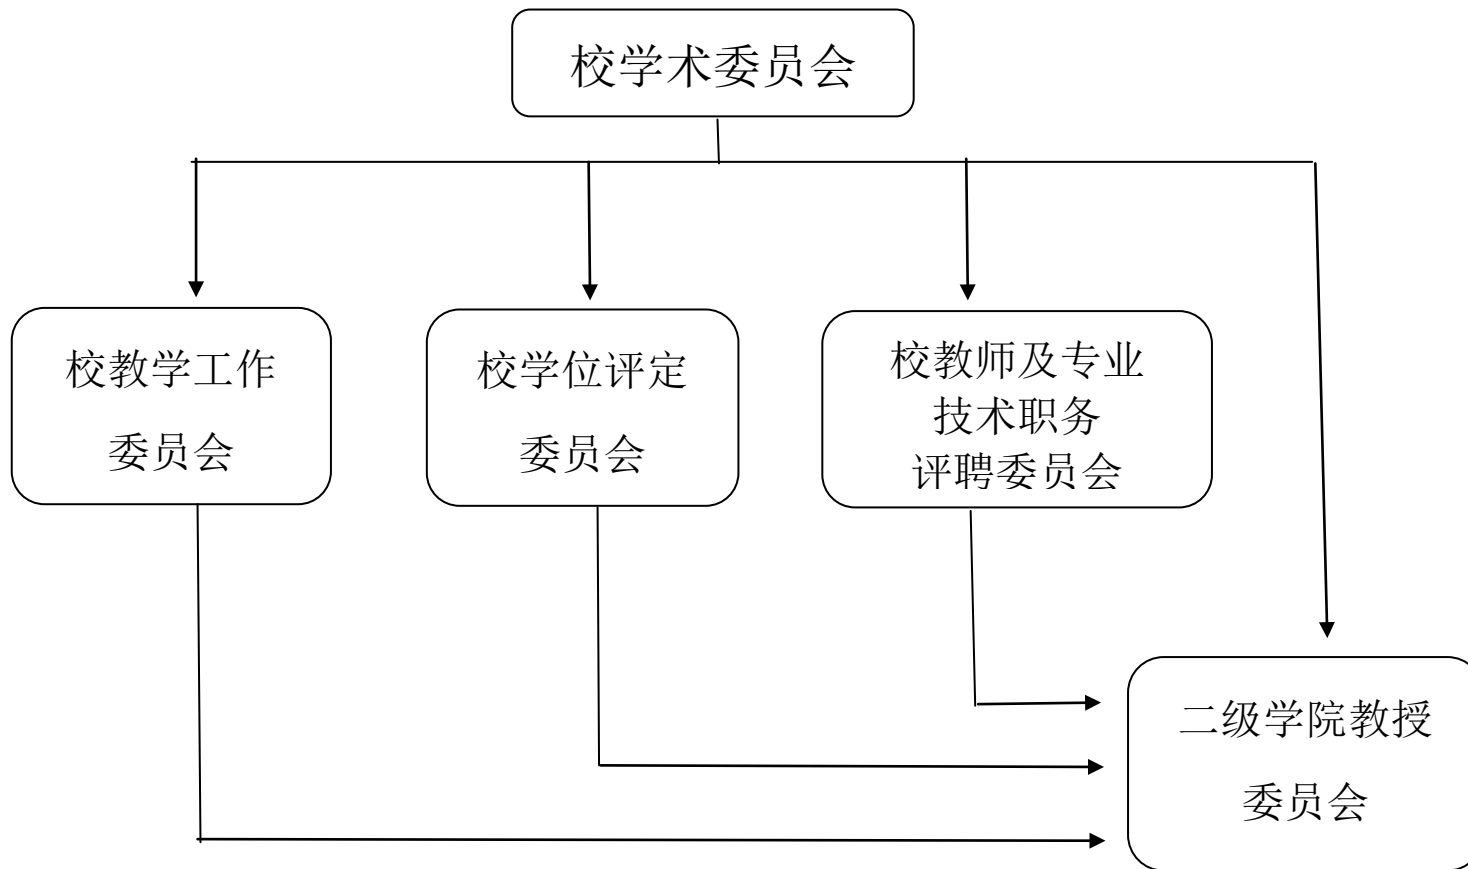 校学术委员会
校教学工作
委员会
校学位评定
委员会
校教师及专业
技术职务
评聘委员会
二级学院教授
委员会